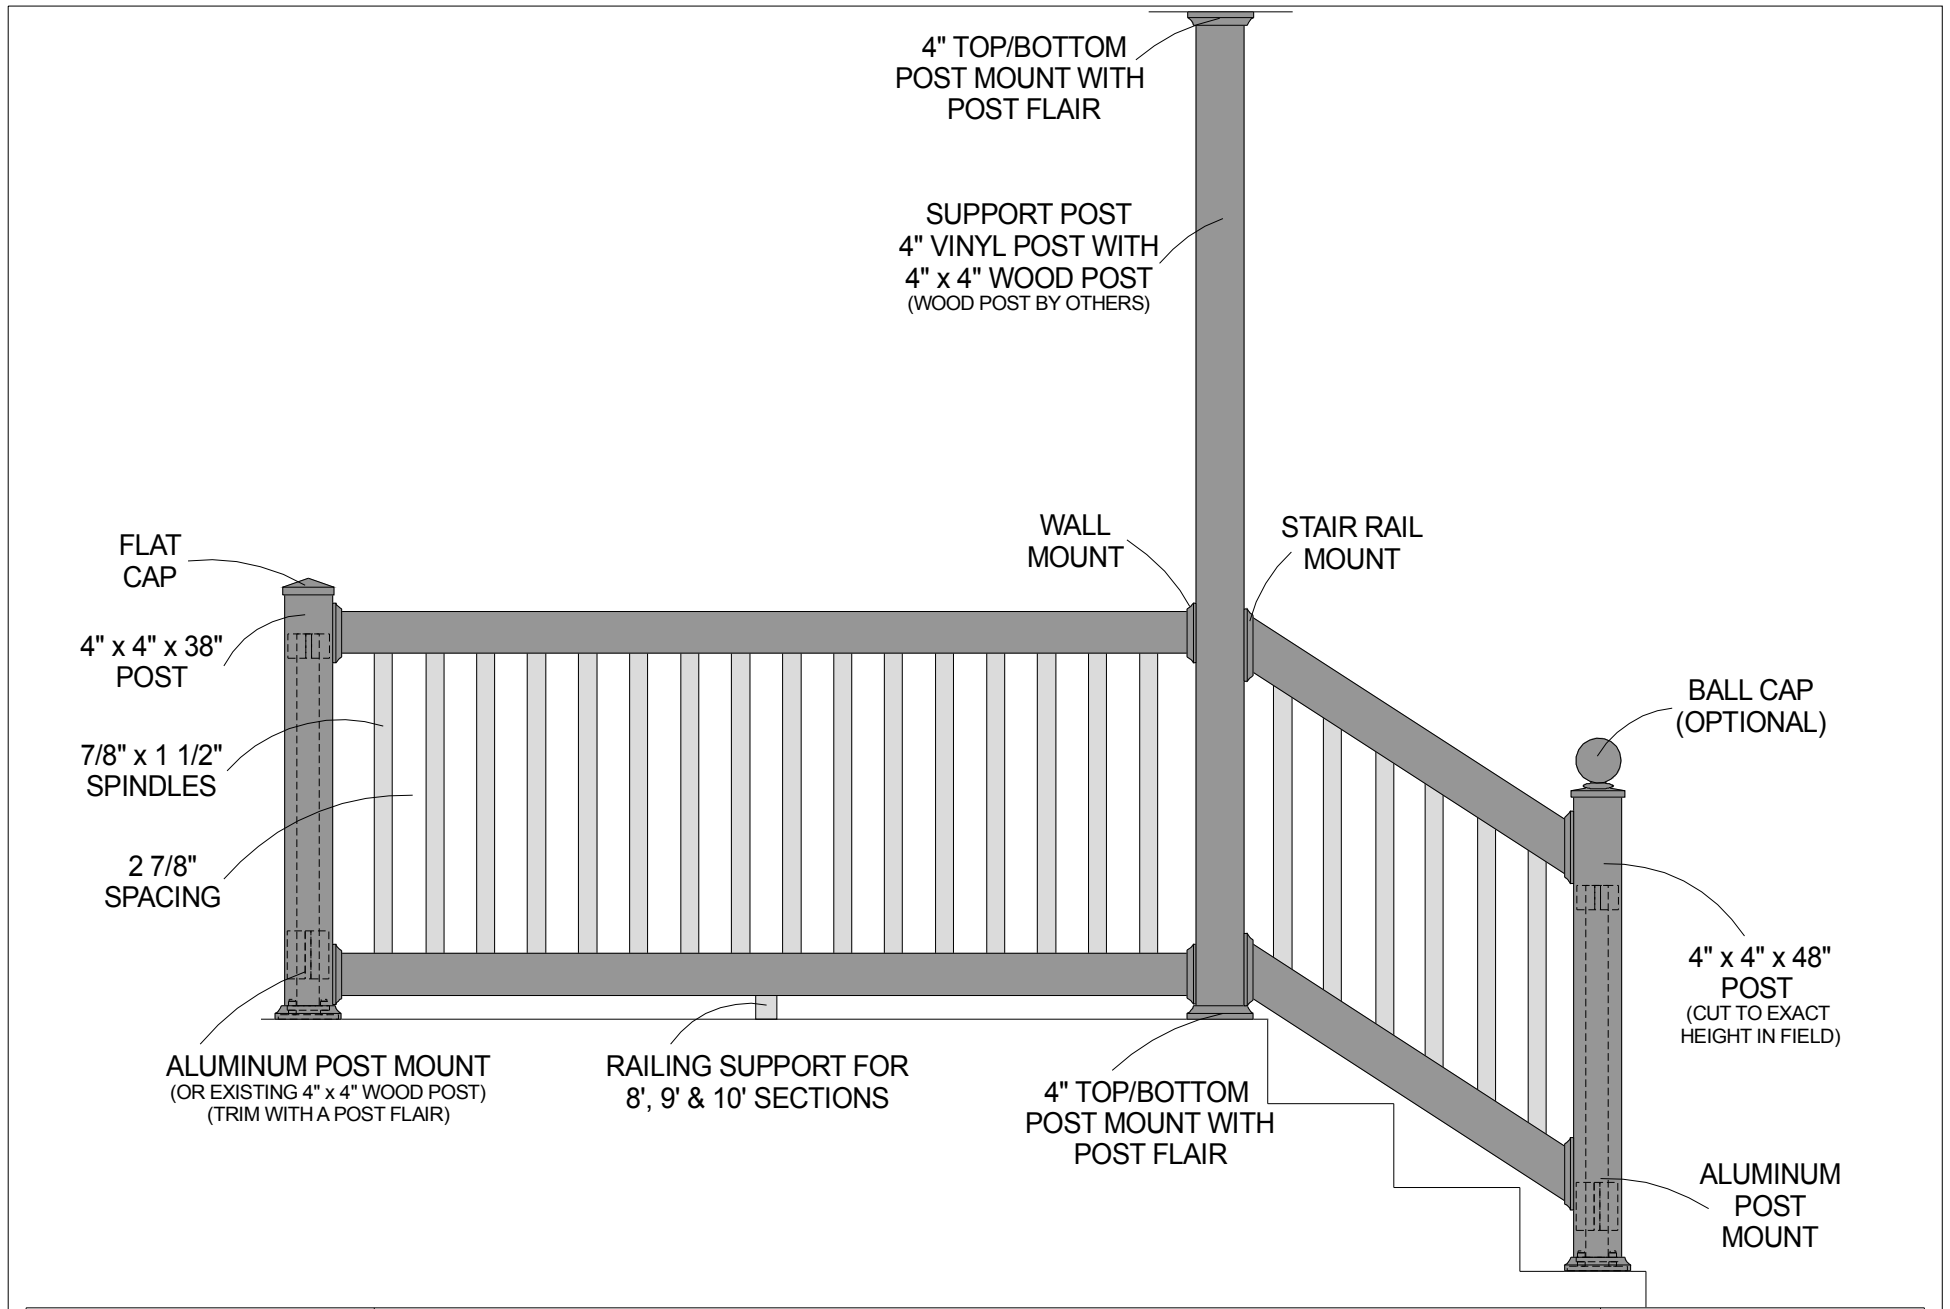 4" TOP/BOTTOM
POST MOUNT WITH
POST FLAIR
SUPPORT POST
4" VINYL POST WITH
4" x 4" WOOD POST
(WOOD POST BY OTHERS)
WALL
MOUNT
STAIR RAIL
MOUNT
FLAT
CAP
4" x 4" x 38"
POST
7/8" x 1 1/2"
SPINDLES
2 7/8"
SPACING
BALL CAP
(OPTIONAL)
4" x 4" x 48"
POST
(CUT TO EXACT
HEIGHT IN FIELD)
ALUMINUM POST MOUNT
(OR EXISTING 4" x 4" WOOD POST)
(TRIM WITH A POST FLAIR)
RAILING SUPPORT FOR
8', 9' & 10' SECTIONS
4" TOP/BOTTOM
POST MOUNT WITH
POST FLAIR
ALUMINUM
POST
MOUNT